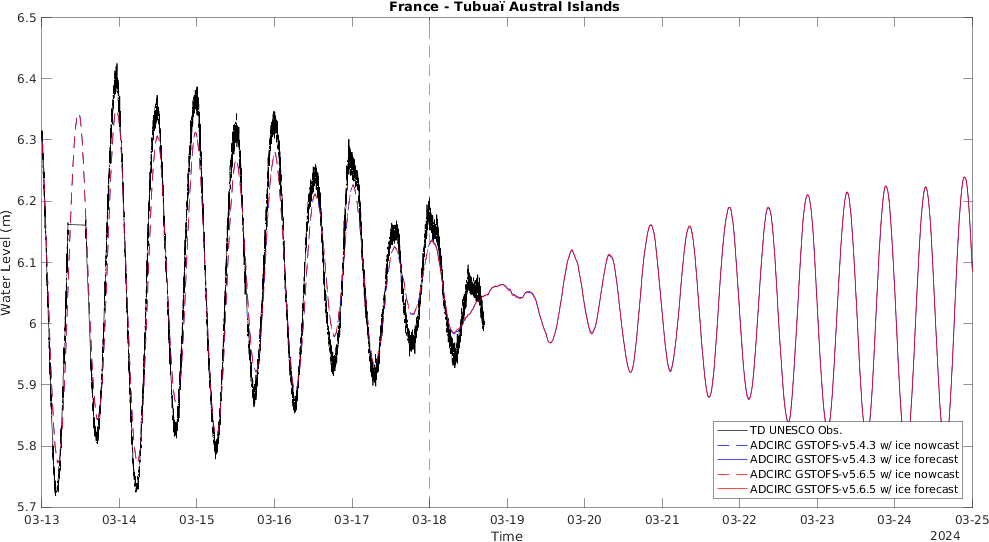 France - Tubuaï Austral Islands
Water Level (m)
6.5
6.4
6.3
6.2
6.1
6
5.9
5.8
5.7
TD UNESCO Obs.
ADCIRC GSTOFS-v5.4.3 w/ ice nowcast
ADCIRC GSTOFS-v5.4.3 w/ ice forecast
ADCIRC GSTOFS-v5.6.5 w/ ice nowcast
ADCIRC GSTOFS-v5.6.5 w/ ice forecast
03-13 03-14 03-15 03-16 03-17 03-18 03-19 03-20 03-21 03-22 03-23 03-24 03-25
Time
2024